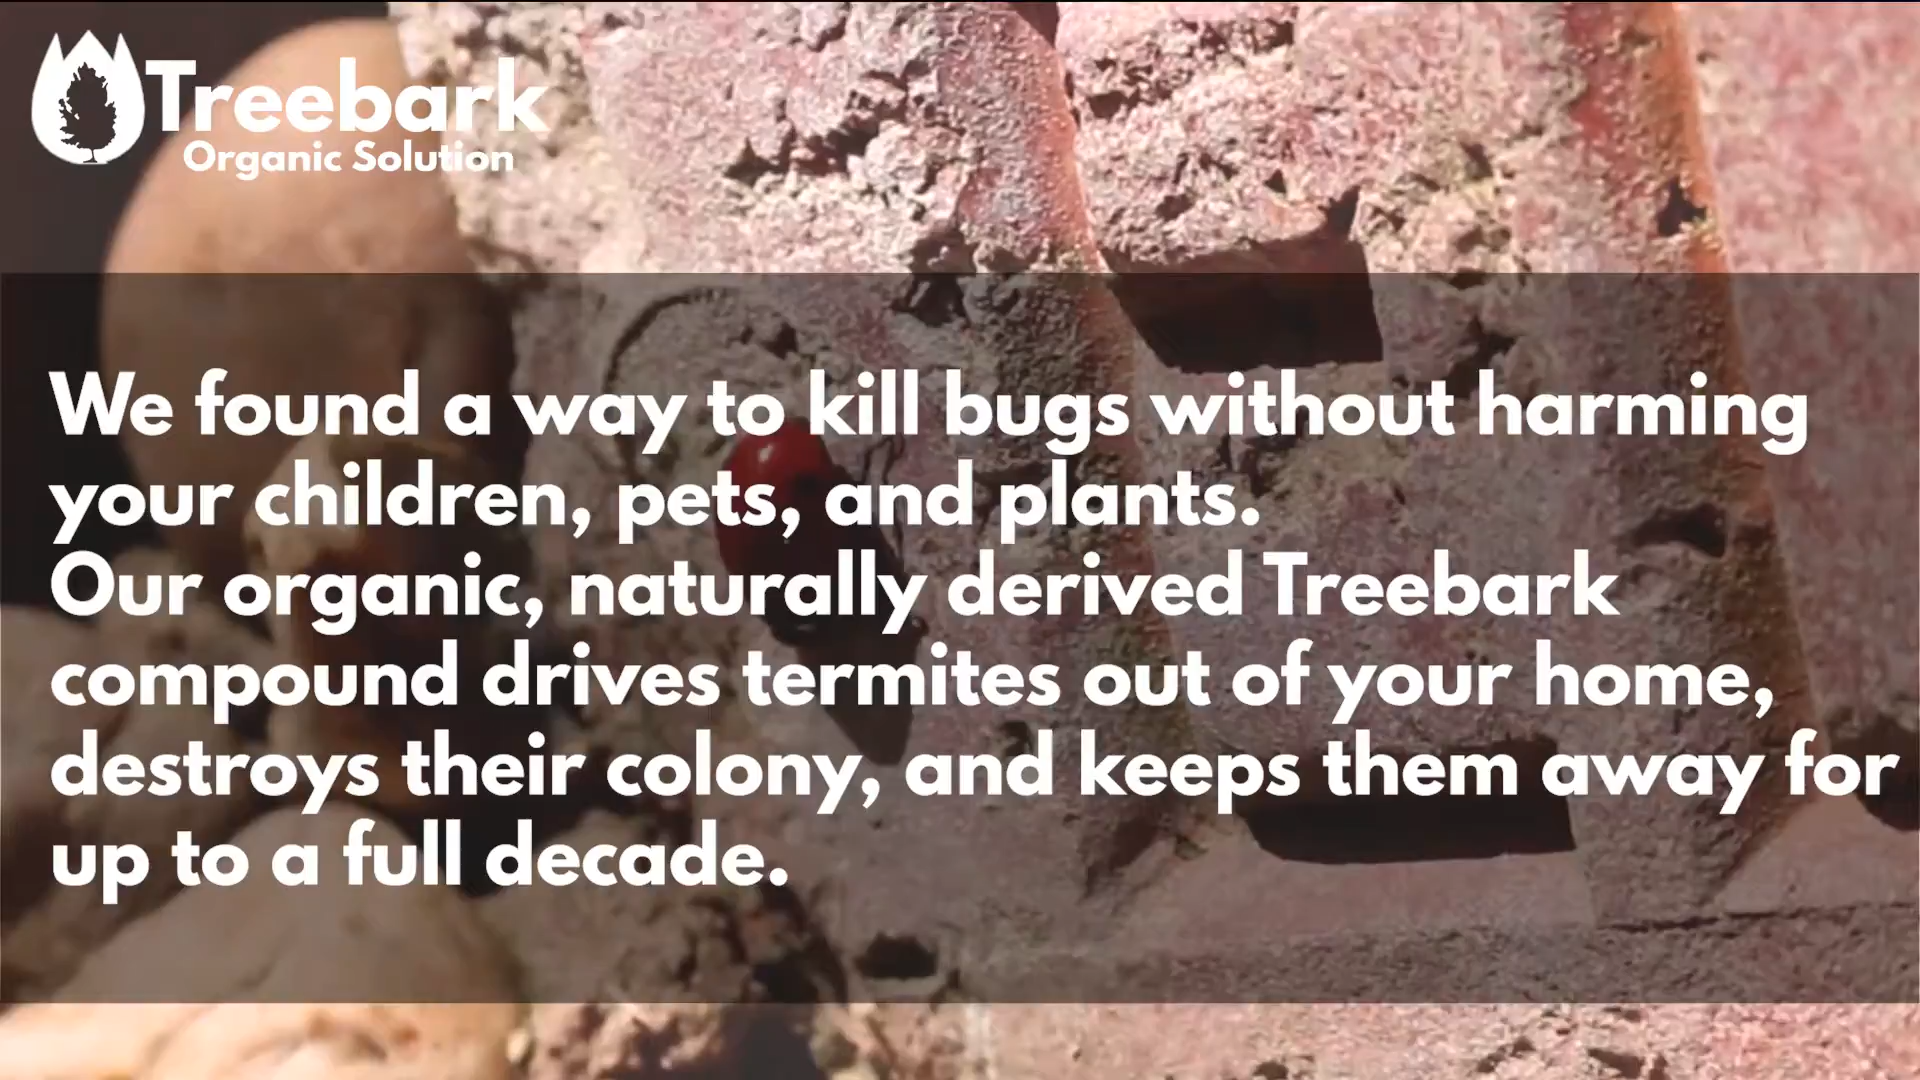 Treebark
Organic Solution
We found a way to kill bugs without harming
your children, pets, and plants.
Our organic, naturally derived Treebark
compound drives termites out of your home,
destroys their colony, and keeps them away for
up to a full decade.